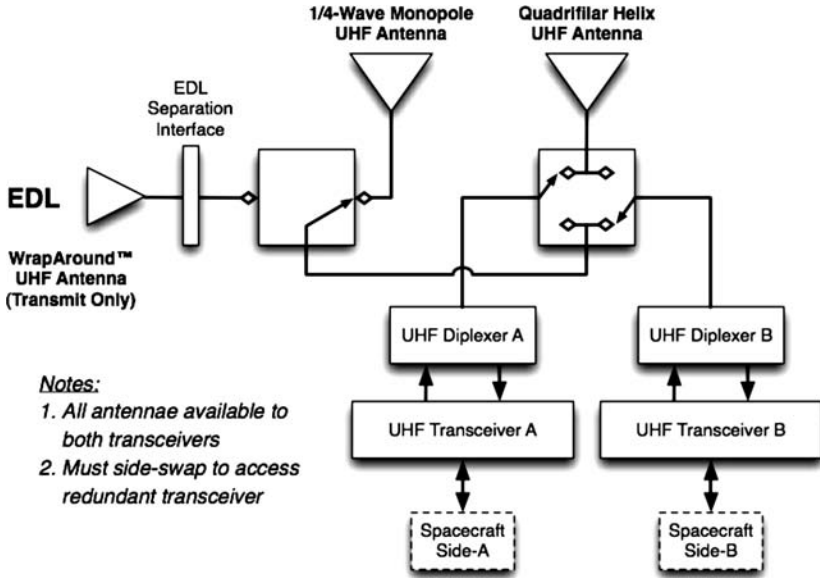 1/4-Wave Monopole
UHF Antenna
Quadrifilar Helix
UHF Antenna
EDL
Separation
Interface
EDL
WrapAround™
UHF Antenna
(Transmit Only)
UHF Diplexer A
UHF Diplexer B
Notes:
1. All antennae available to
both transceivers
2. Must side-swap to access
redundant transceiver
UHF Transceiver A
UHF Transceiver B
Spacecraft
Side-A
Spacecraft
Side-B